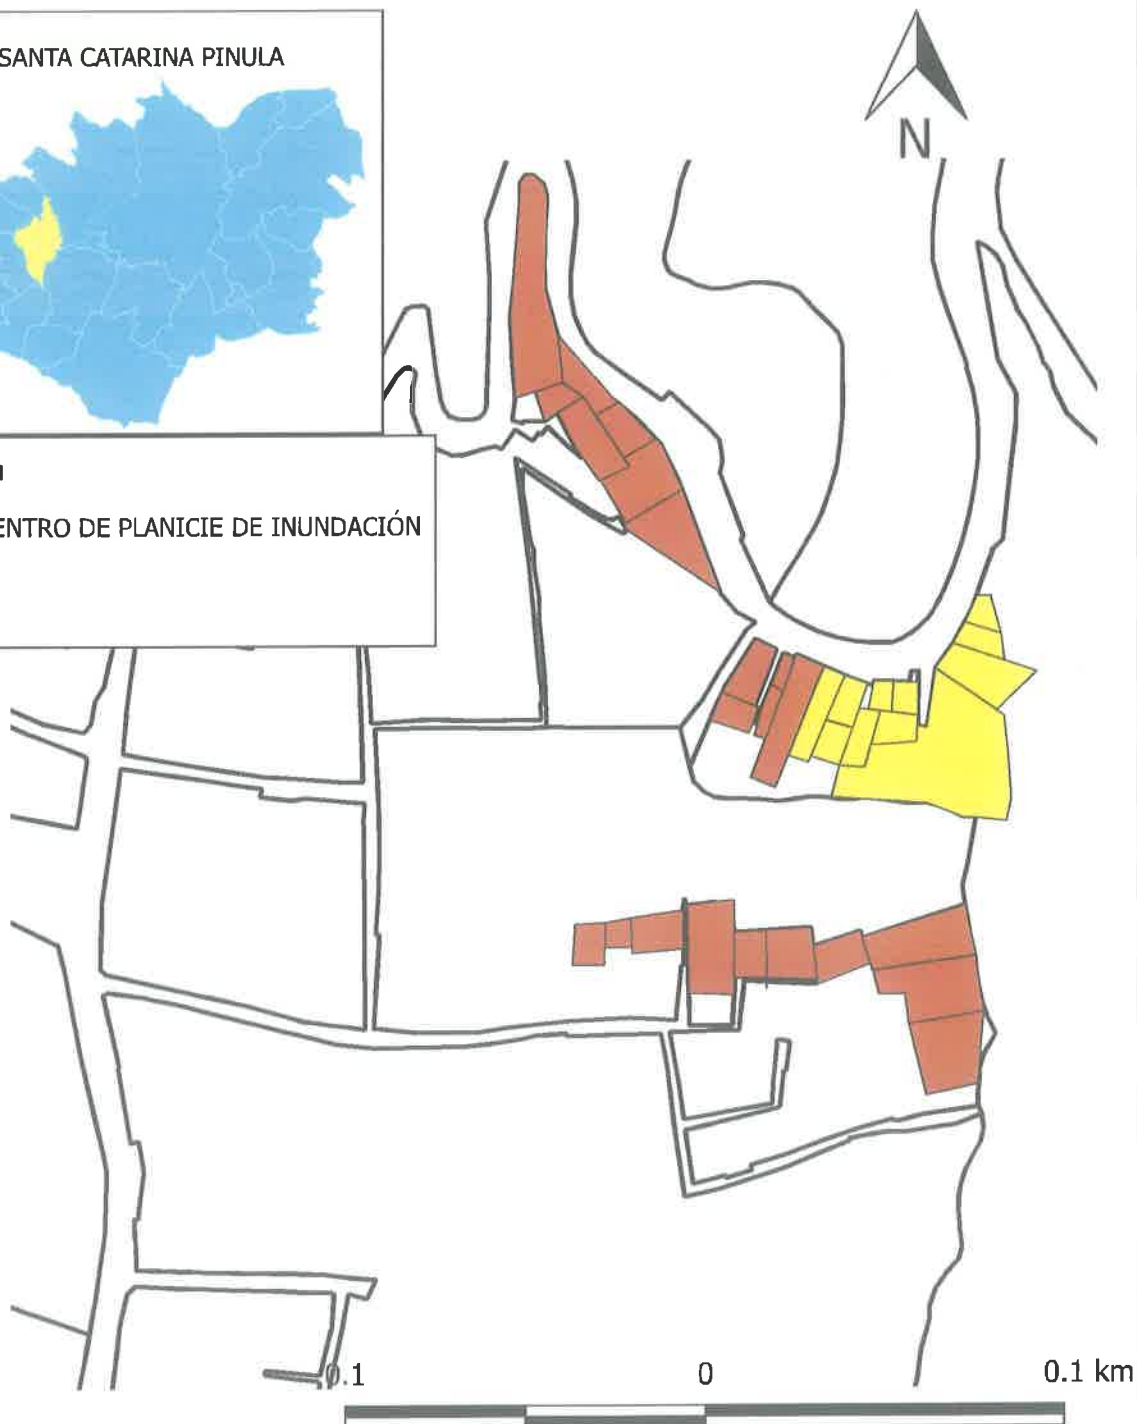 SANTA CATARINA PINULA
N
ENTRO DE PLANICIE DE INUNDACIÓN
0.1
0
0.1 km